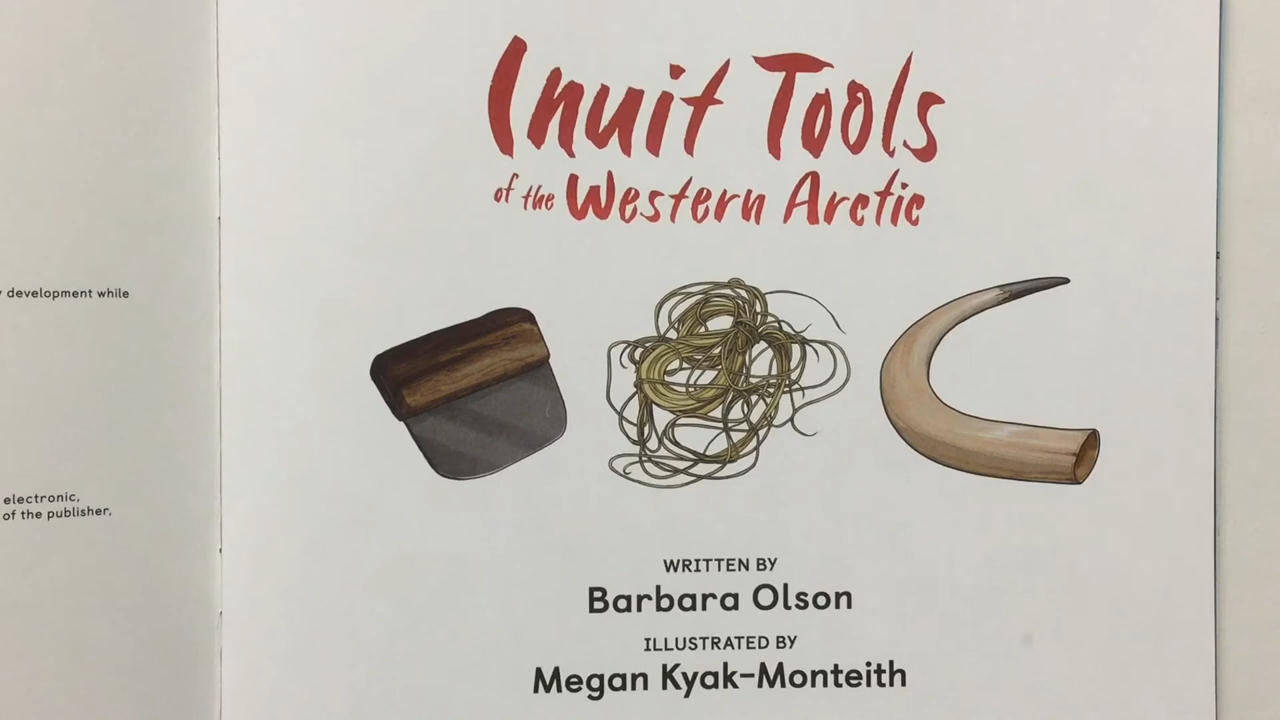 development while
electronic,
of the publisher,
Inuit Tools
of the Western Arctic
WRITTEN BY
Barbara Olson
ILLUSTRATED BY
Megan Kyak-Monteith